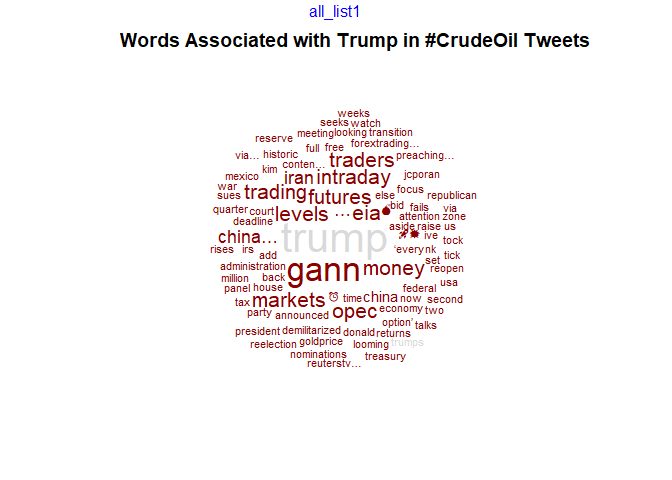 all_list1
Words Associated with Trump in #CrudeOil Tweets
weeks
seeks watch
reserve meeting looking transition
full free forextrading…
via… historic traders preaching…
conten…
mexico kim iran intraday jcporan
war trading futures else focus republican
sues
quarter court levels … eia bid fails via
deadline attention zone
china… trump aside raise us
ive tock
rises irs add ‘every nk
set tick
administration gann money reopen
million back
panel house federal usa
tax markets ⏰ time china now second
party announced opec economy two
option’ talks
president demilitarized donald returns
reelection goldprice looming trumps
nominations treasury
reuterstv…